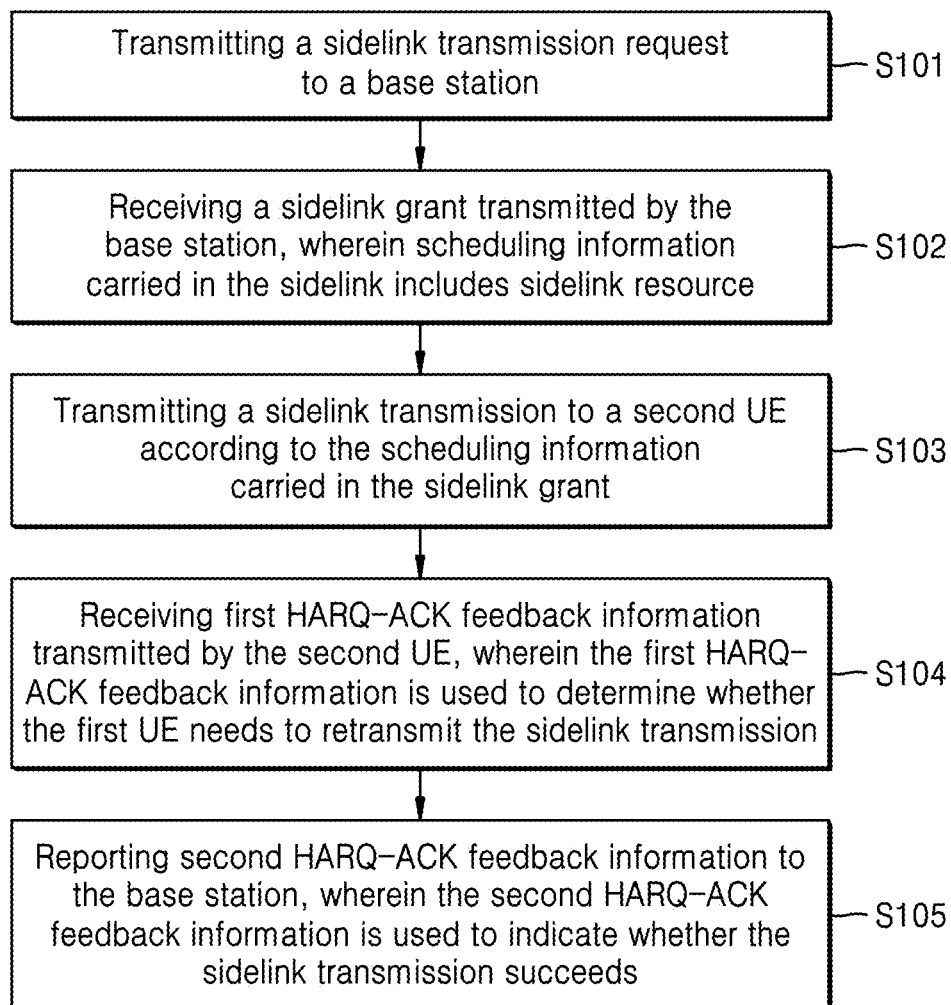 Transmitting a sidelink transmission request
to a base station
S101
Receiving a sidelink grant transmitted by the
base station, wherein scheduling information
carried in the sidelink includes sidelink resource
S102
Transmitting a sidelink transmission to a second UE
according to the scheduling information
carried in the sidelink grant
S103
Receiving first HARQ-ACK feedback information
transmitted by the second UE, wherein the first HARQ-
ACK feedback information is used to determine whether
the first UE needs to retransmit the sidelink transmission
S104
Reporting second HARQ-ACK feedback information to
the base station, wherein the second HARQ-ACK
feedback information is used to indicate whether the
sidelink transmission succeeds
S105